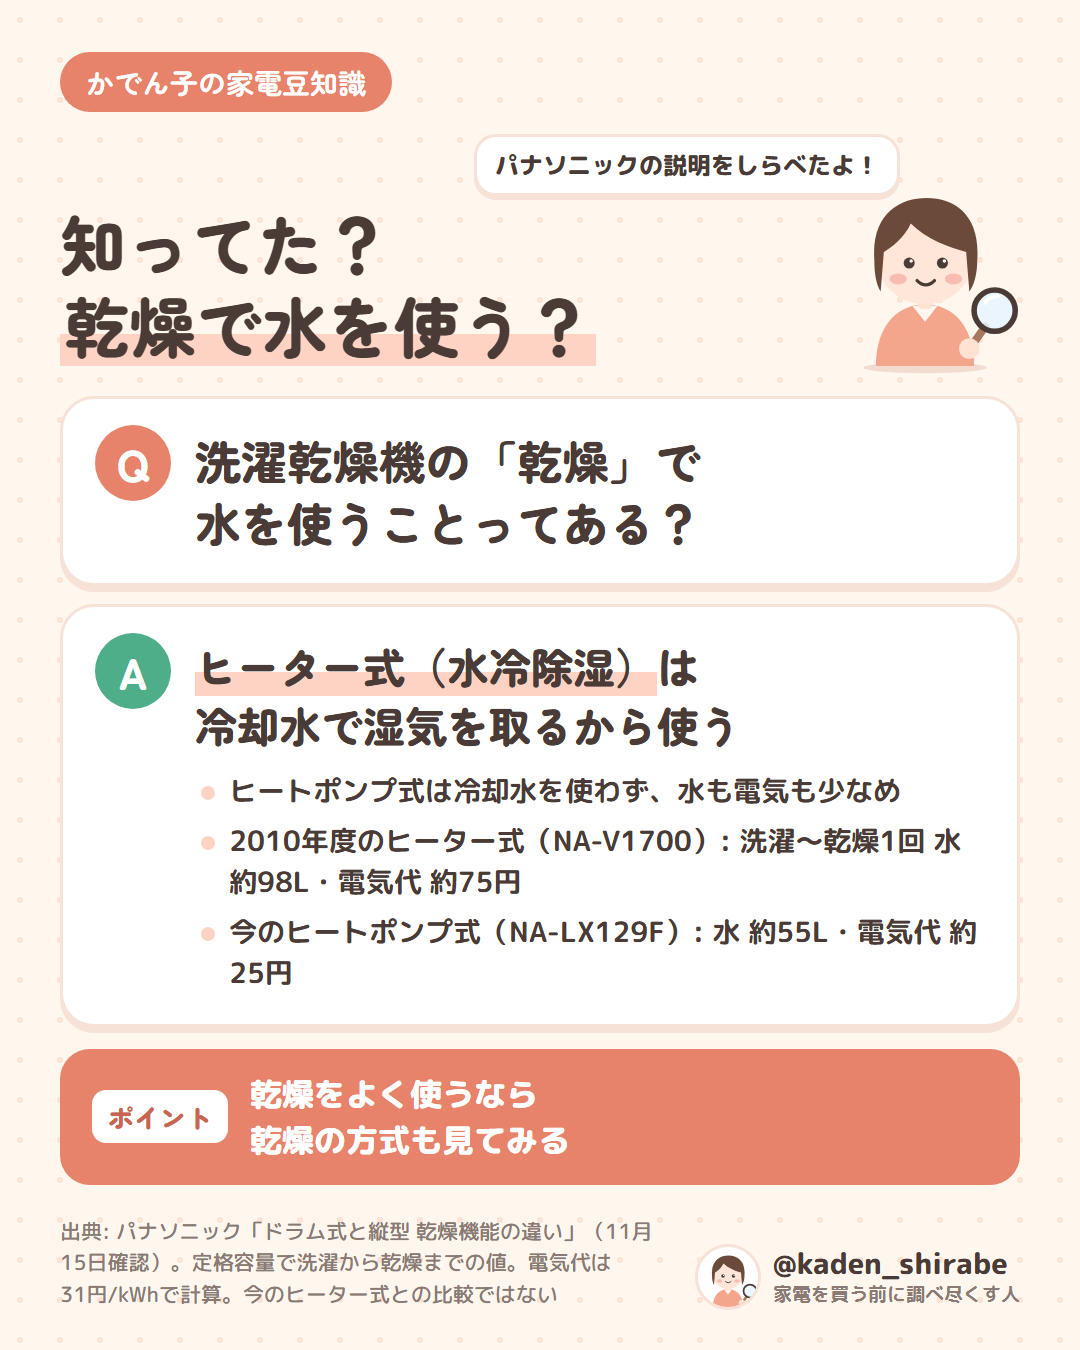 かでん子の家電豆知識
パナソニックの説明をしらべたよ！
知ってた？
乾燥で水を使う？
Q
洗濯乾燥機の「乾燥」で
水を使うことってある？
A
ヒーター式（水冷除湿）は
冷却水で湿気を取るから使う
ヒートポンプ式は冷却水を使わず、水も電気も少なめ
2010年度のヒーター式（NA-V1700）: 洗濯〜乾燥1回 水
約98L・電気代 約75円
今のヒートポンプ式（NA-LX129F）: 水 約55L・電気代 約
25円
ポイント
乾燥をよく使うなら
乾燥の方式も見てみる
出典: パナソニック「ドラム式と縦型 乾燥機能の違い」（11月
15日確認）。定格容量で洗濯から乾燥までの値。電気代は
31円/kWhで計算。今のヒーター式との比較ではない
@kaden_shirabe
家電を買う前に調べ尽くす人